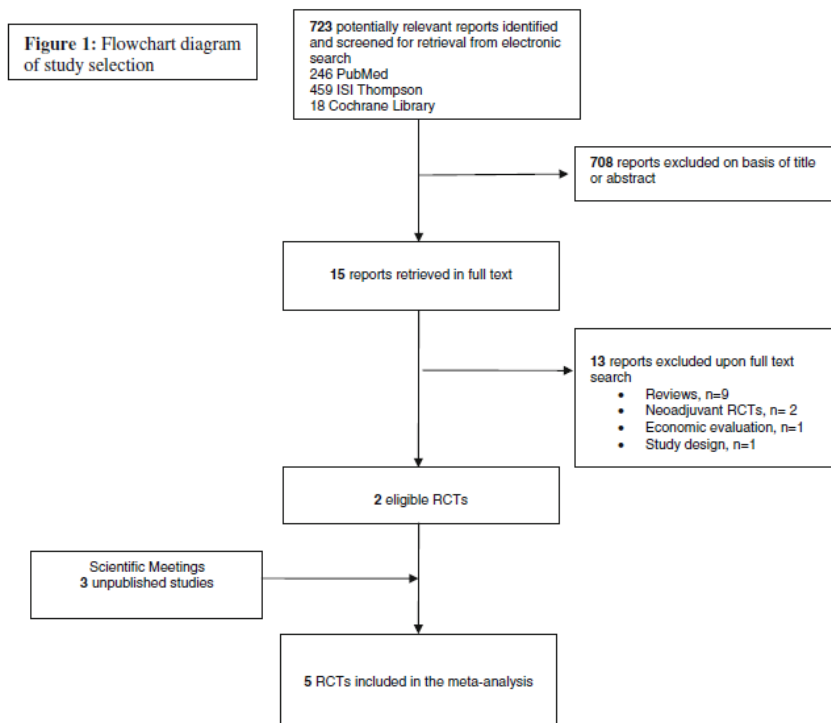 Figure 1: Flowchart diagram
of study selection
723 potentially relevant reports identified
and screened for retrieval from electronic
search
246 PubMed
459 ISI Thompson
18 Cochrane Library
708 reports excluded on basis of title
or abstract
15 reports retrieved in full text
13 reports excluded upon full text
search
• Reviews, n=9
• Neoadjuvant RCTs, n= 2
• Economic evaluation, n=1
• Study design, n=1
2 eligible RCTs
Scientific Meetings
3 unpublished studies
5 RCTs included in the meta-analysis